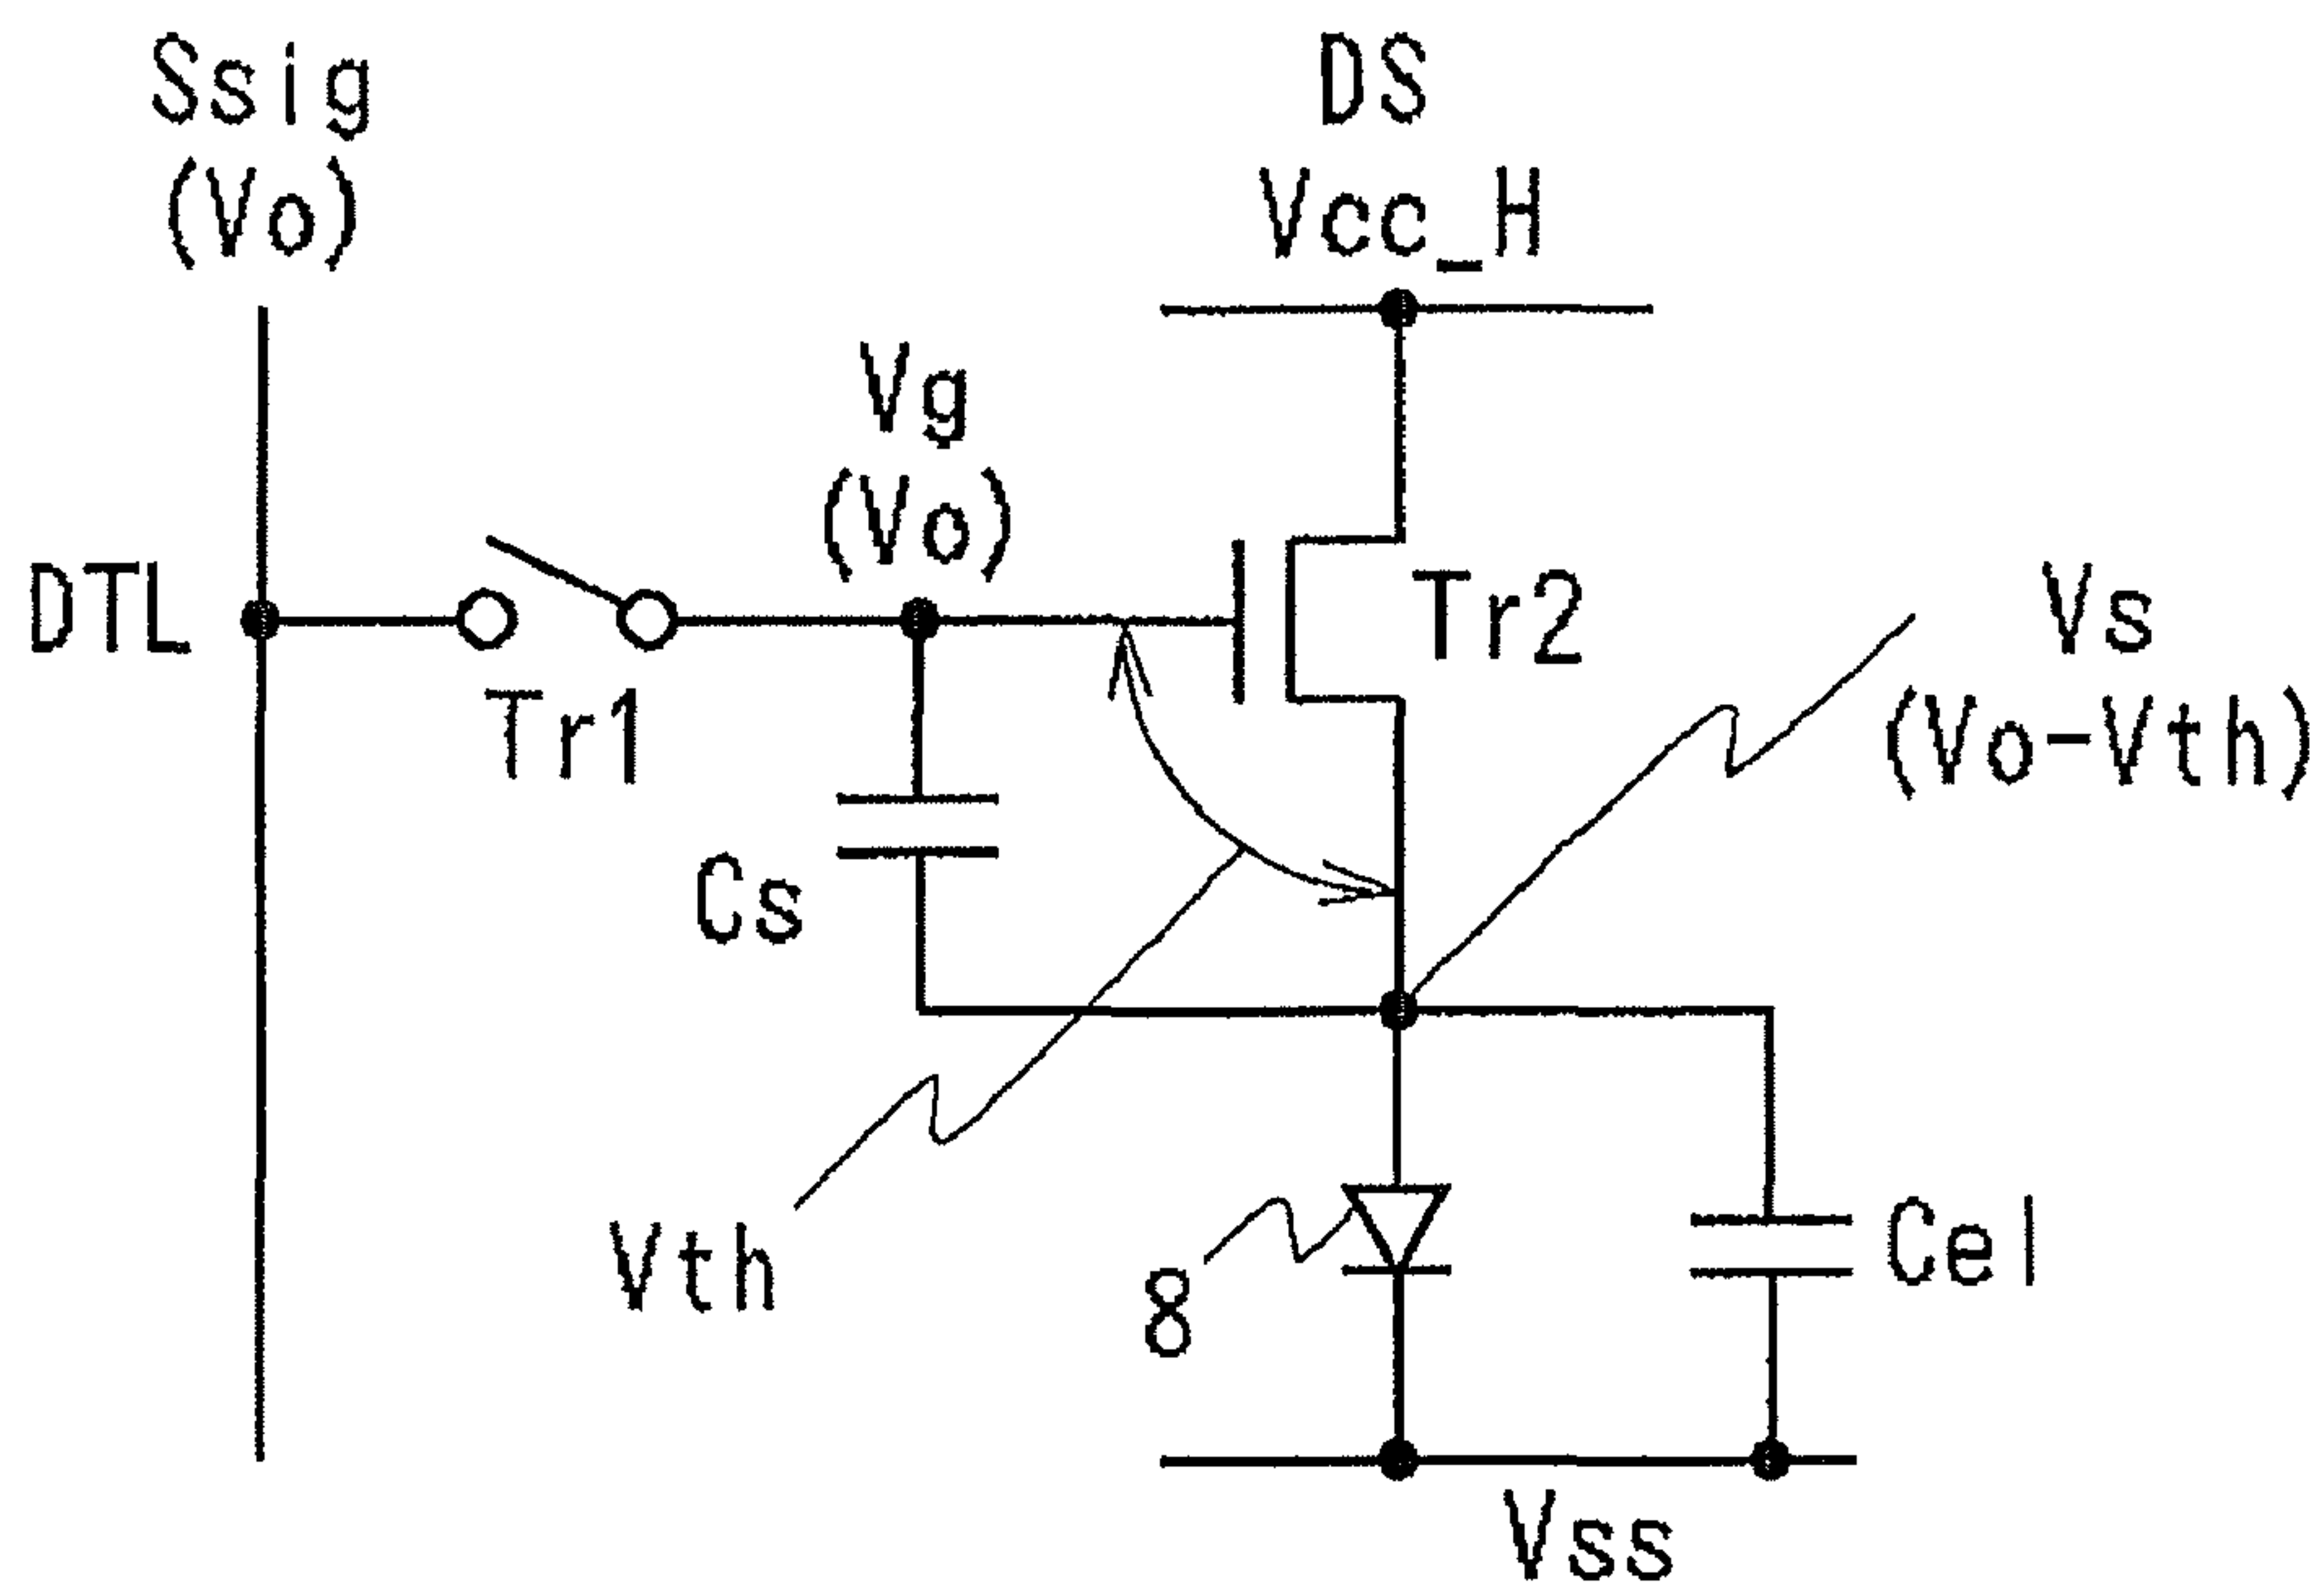 Ssig
(Vo)
DS
Vcc_H
Vg
(Vo)
DTL
Tr1
Tr2
Vs
(Vo-Vth)
Cs
Vth
8
Cel
Vss